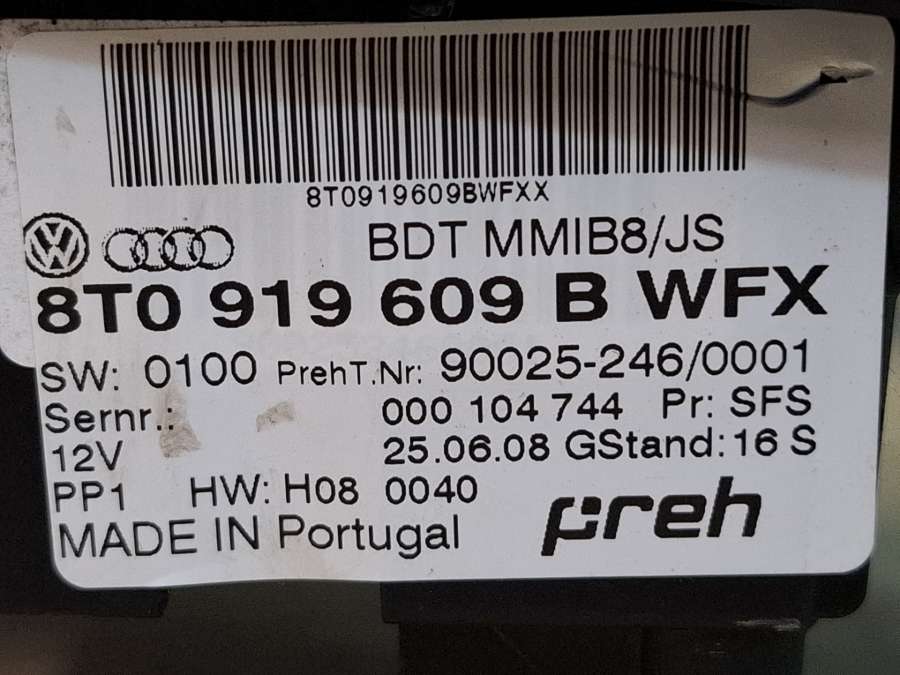 8T0919609BWFXX
BDT MMIB8/JS
8T0 919 609 B WFX
SW: 0100 PrehT.Nr: 90025-246/0001
Sernr.: 000 104 744 Pr: SFS
12V 25.06.08 GStand: 16 S
PP1 HW: H08 0040
preh
MADE IN Portugal